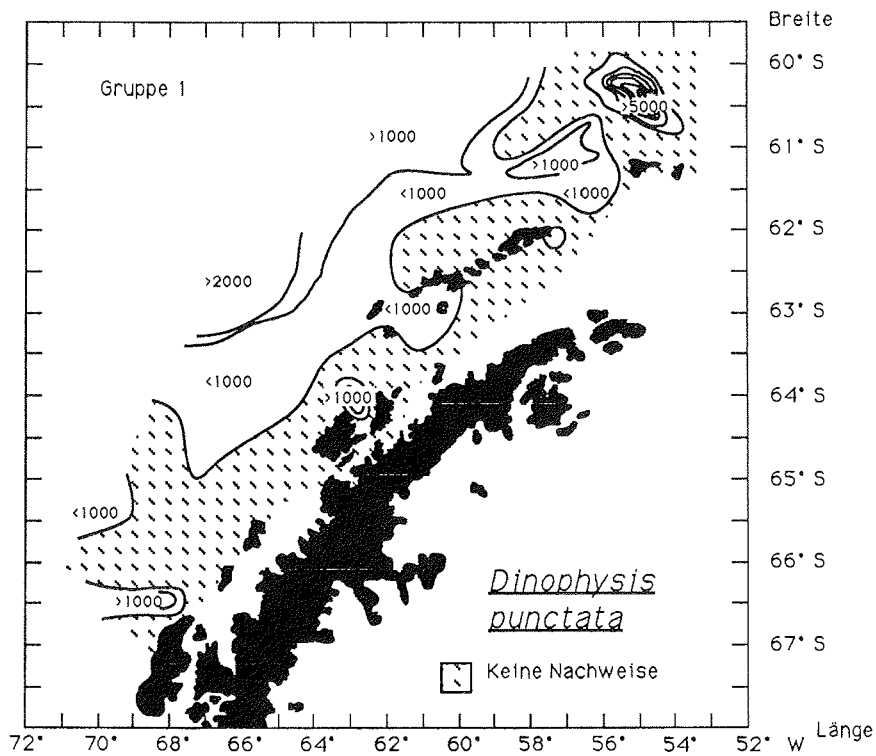 Breite
60° S
Gruppe 1
>5000
>1000
61° S
>1000
<1000
<1000
62° S
>2000
<1000
63° S
<1000
>1000
64° S
65° S
<1000
66° S
Dinophysis
punctata
>1000
67° S
Keine Nachweise
72° 70° 68° 66° 64° 62° 60° 58° 56° 54° 52° W Länge